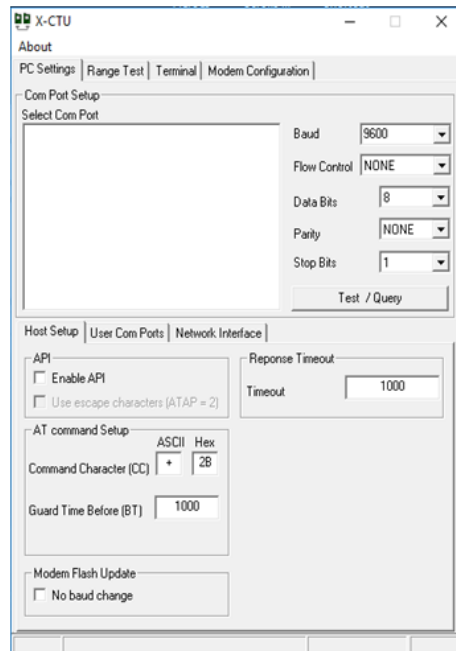 X-CTU
About
PC Settings Range Test Terminal Modem Configuration
Com Port Setup
Select Com Port
Baud 9600
Flow Control NONE
Data Bits 8
Parity NONE
Stop Bits 1
Test / Query
Host Setup User Com Ports Network Interface
API
Enable API
Use escape characters (ATAP = 2)
Reponse Timeout
Timeout 1000
AT command Setup
ASCII Hex
Command Character (CC) + 2B
Guard Time Before (BT) 1000
Modem Flash Update
No baud change